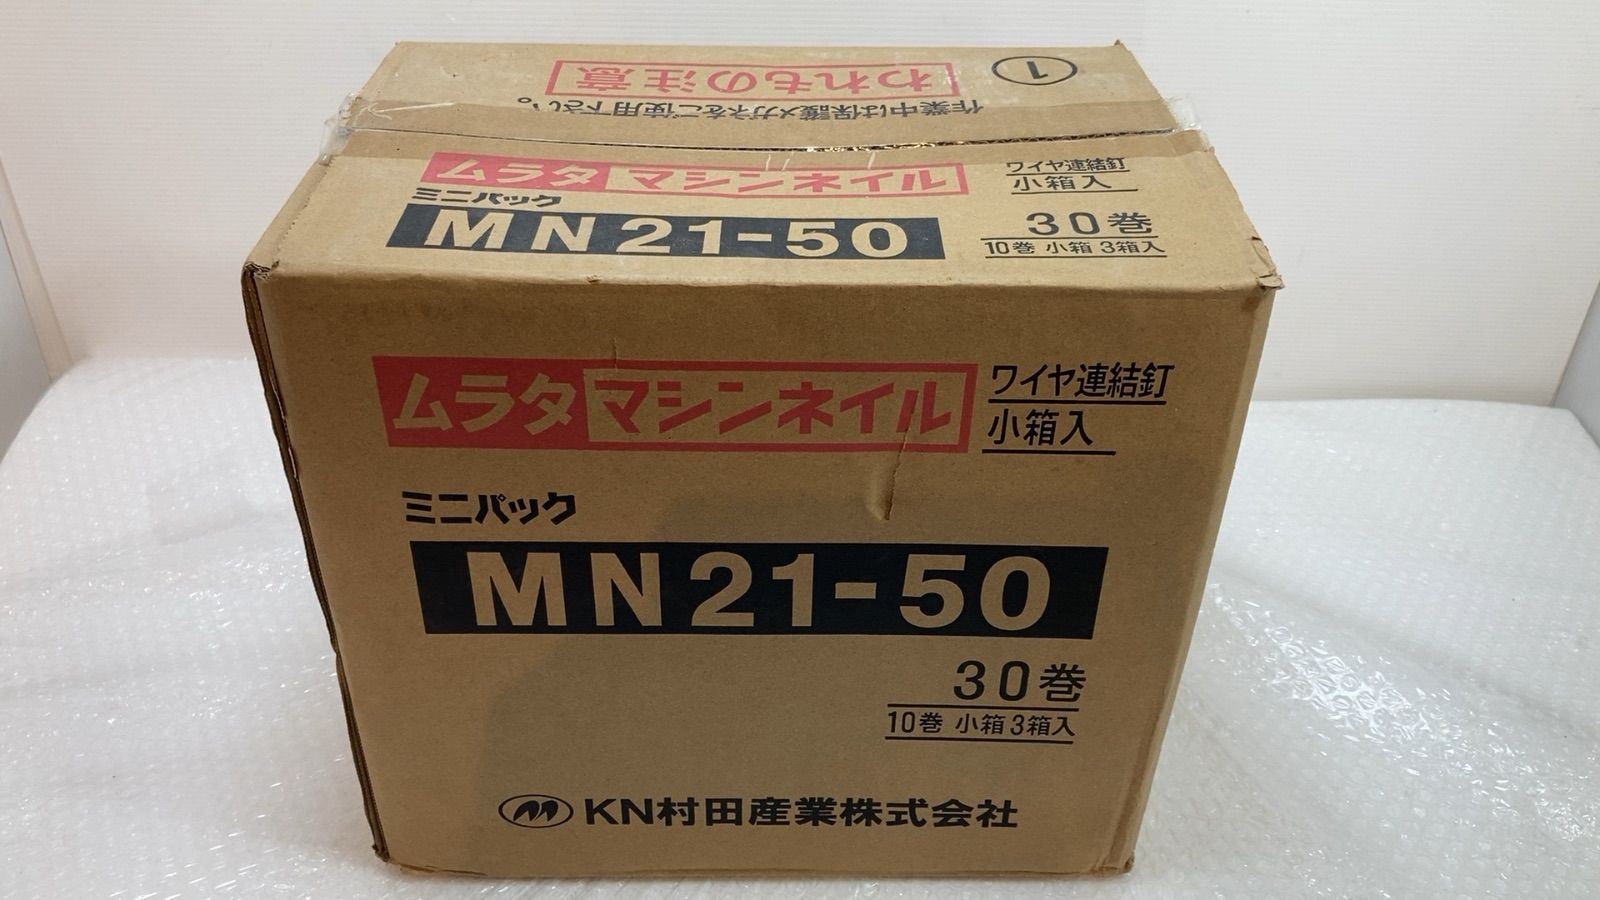 ①
われもの注意
作業中は保護メガネをご使用下さい。
ムラタマシンネイル
ワイヤ連結釘
小箱入
ミニパック
MN21-50
30巻
10巻 小箱 3箱入
ムラタマシンネイル
ワイヤ連結釘
小箱入
ミニパック
MN21-50
30巻
10巻 小箱 3箱入
KN村田産業株式会社